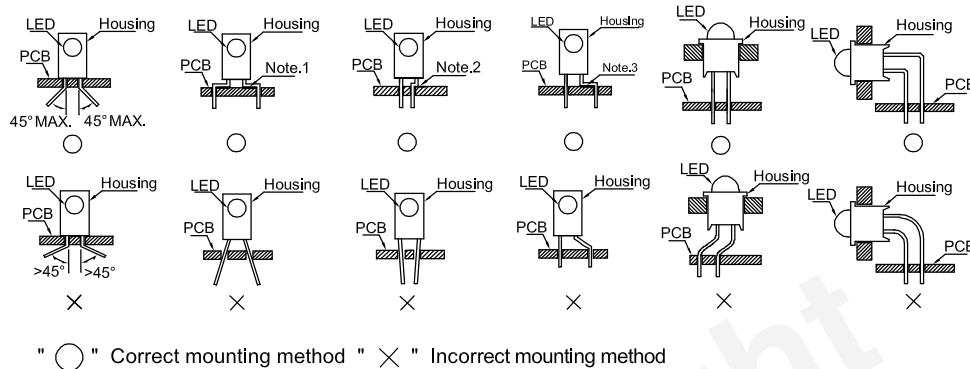 LED Housing
PCB
45° MAX. 45° MAX.
LED Housing
PCB Note.1
LED Housing
PCB Note.2
LED Housing
PCB Note.3
LED Housing
PCB
LED Housing
PCB
LED Housing
PCB
>45° >45°
LED Housing
PCB
LED Housing
PCB
LED Housing
PCB
LED Housing
PCB
LED Housing
PCB
" ◯ " Correct mounting method " ✕ " Incorrect mounting method